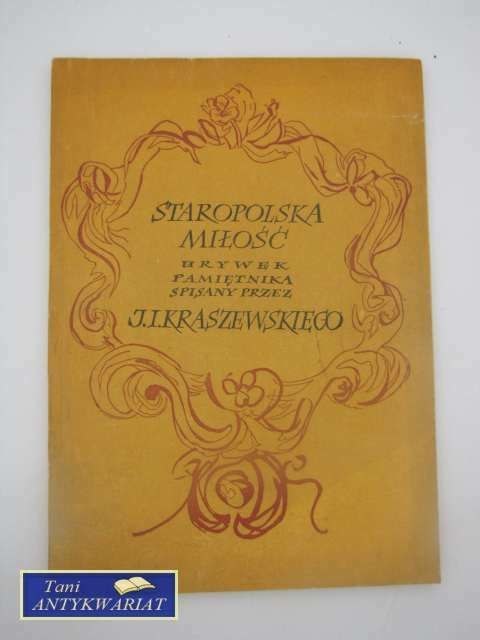 STAROPOLSKA
MIŁOŚĆ
URYWEK
PAMIĘTNIKA
SPISANY PRZEZ
J.I.KRASZEWSKIEGO
Tani
ANTYKWARIAT